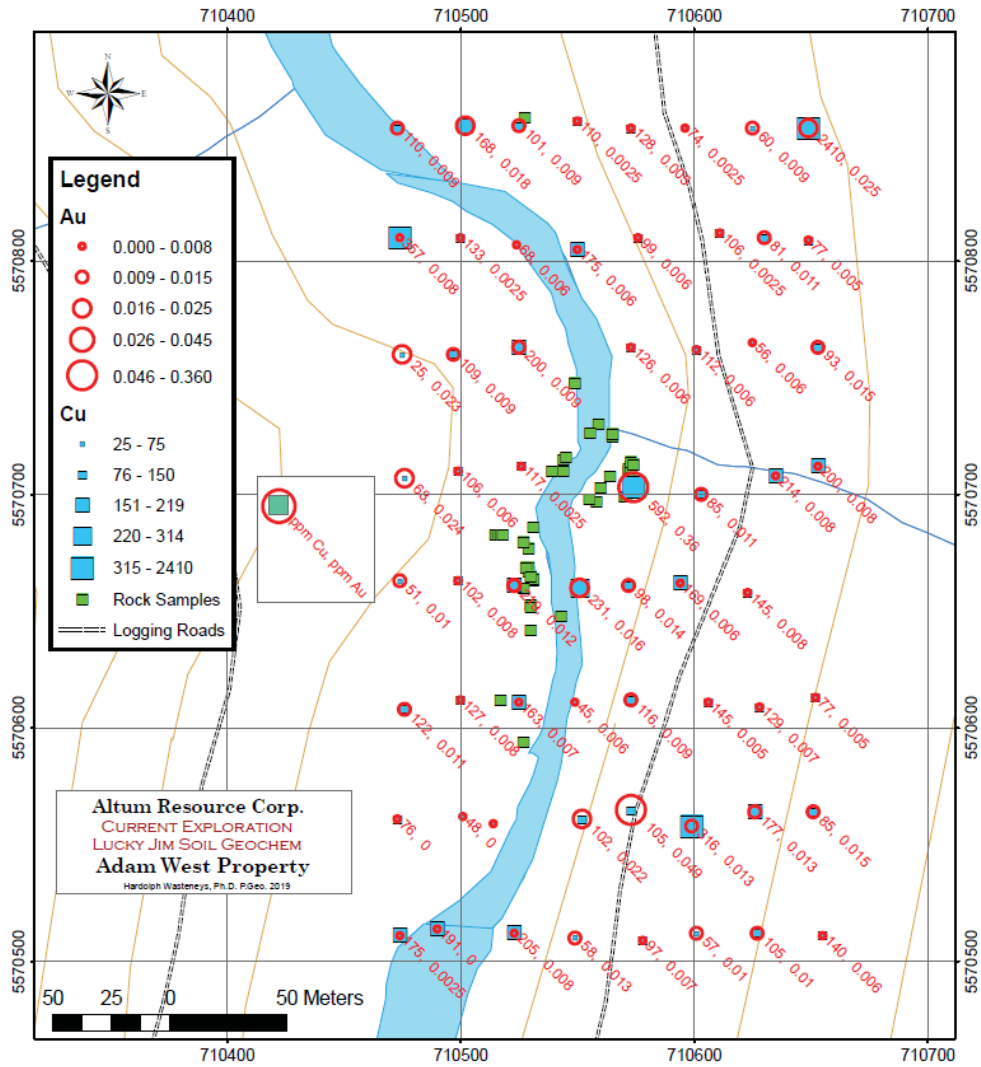 710400 710500 710600 710700
N
W E
S
110, 0.009
168, 0.018
101, 0.009
110, 0.0025
128, 0.005
74, 0.0025
60, 0.009
2410, 0.025
Legend
Au
0.000 - 0.008
0.009 - 0.015
0.016 - 0.025
0.026 - 0.045
0.046 - 0.360
Cu
25 - 75
76 - 150
151 - 219
220 - 314
315 - 2410
Rock Samples
Logging Roads
5570800
5570800
357, 0.008
133, 0.0025
68, 0.006
175, 0.006
99, 0.006
106, 0.0025
81, 0.011
77, 0.005
25, 0.023
109, 0.009
200, 0.009
126, 0.006
112, 0.006
56, 0.006
93, 0.015
5570700
5570700
ppm Cu, ppm Au
68, 0.024
106, 0.006
117, 0.0025
592, 0.36
85, 0.011
214, 0.008
200, 0.008
51, 0.01
102, 0.008
219, 0.012
231, 0.016
98, 0.014
169, 0.006
145, 0.008
5570600
5570600
122, 0.011
127, 0.008
163, 0.007
45, 0.006
116, 0.009
145, 0.005
129, 0.007
77, 0.005
76, 0
48, 0
102, 0.022
105, 0.049
316, 0.013
177, 0.013
85, 0.015
Altum Resource Corp.
Current Exploration
Lucky Jim Soil Geochem
Adam West Property
Hardolph Wasteneys, Ph.D. P.Geo. 2019
5570500
5570500
175, 0.0025
191, 0
205, 0.008
58, 0.013
97, 0.007
57, 0.01
105, 0.01
140, 0.006
50 25 0 50 Meters
710400 710500 710600 710700